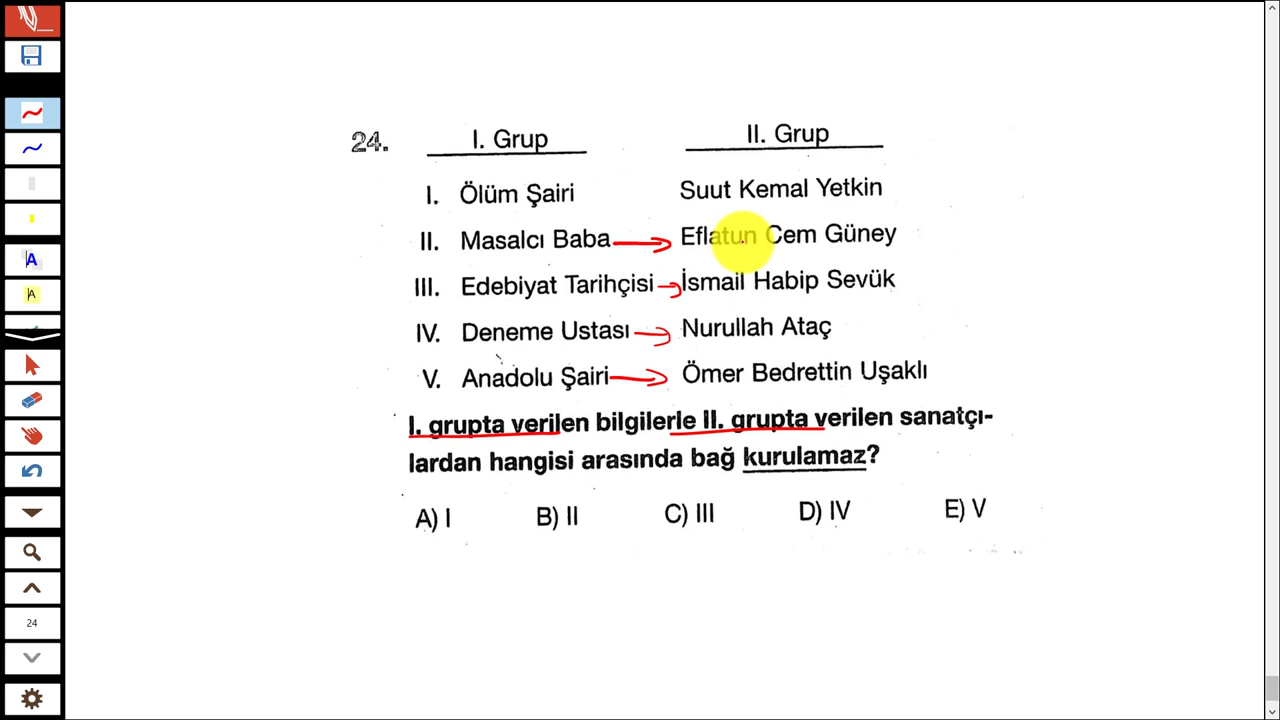 24. I. Grup II. Grup
I. Ölüm Şairi Suut Kemal Yetkin
II. Masalcı Baba Eflatun Cem Güney
III. Edebiyat Tarihçisi İsmail Habip Sevük
IV. Deneme Ustası Nurullah Ataç
V. Anadolu Şairi Ömer Bedrettin Uşaklı
I. grupta verilen bilgilerle II. grupta verilen sanatçı-
lardan hangisi arasında bağ kurulamaz?
A) I B) II C) III D) IV E) V
A
A
24